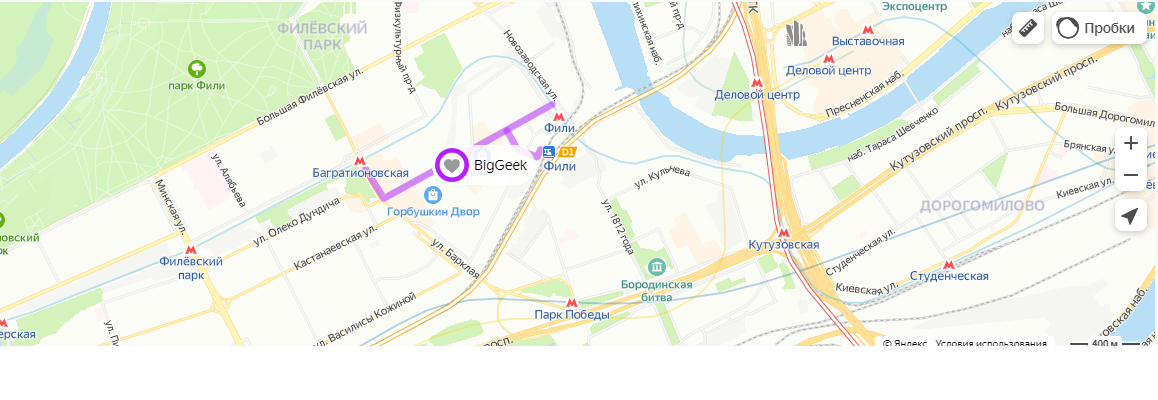 ФИЛЁВСКИЙ
ПАРК
парк Фили
Большая Филёвская ул.
Физкультурный пр-д
Новозаводская ул.
Экспоцентр
Выставочная
Деловой центр
Деловой центр
Пресненская наб.
Пробки
Кутузовский просп.
Кутузовский просп.
Большая Дорогомил
наб. Тараса Шевченко
Брянская ул.
Киевская ул.
Фили
D1
Фили
BigGeek
Багратионовская
Горбушкин Двор
ул. Алябьева
Минская ул.
ул. Олеко Дундича
Кастанаевская ул.
ул. Барклая
ул. Кульнева
ул. 1812 года
ДОРОГОМИЛОВО
Кутузовская
Студенческая ул.
Студенческая
Киевская ул.
Филёвский
парк
Бородинская
битва
Парк Победы
ул. Василисы Кожиной
© Яндекс Условия использования
400 м